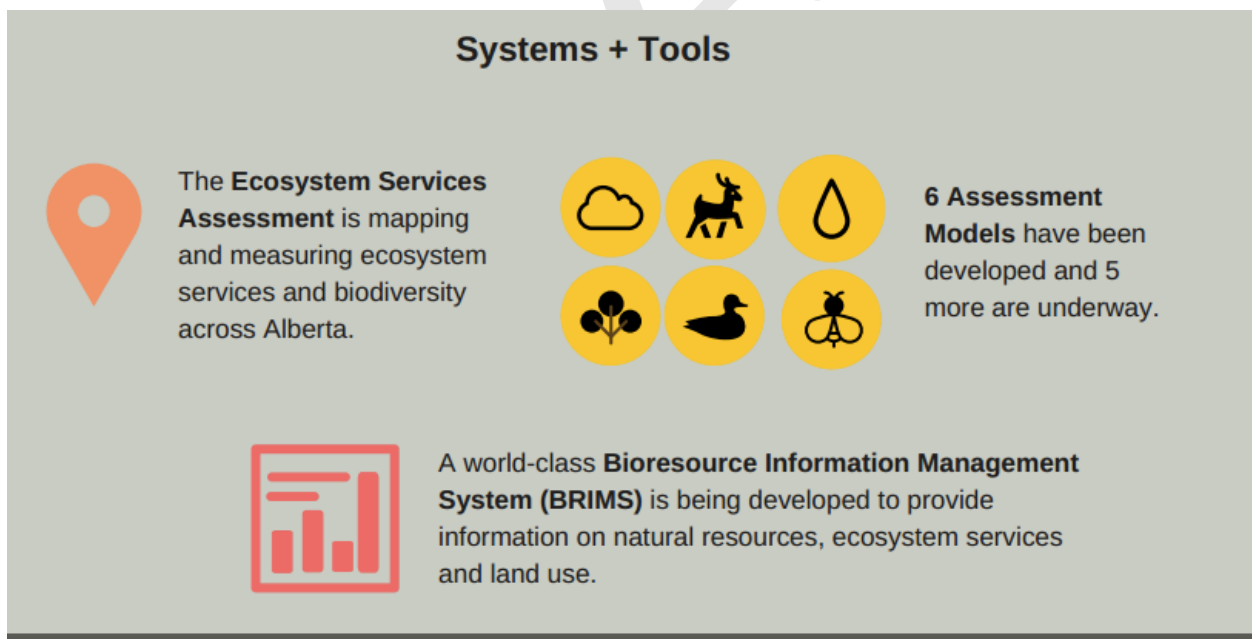 Systems + Tools
The Ecosystem Services
Assessment is mapping
and measuring ecosystem
services and biodiversity
across Alberta.
6 Assessment
Models have been
developed and 5
more are underway.
A world-class Bioresource Information Management
System (BRIMS) is being developed to provide
information on natural resources, ecosystem services
and land use.